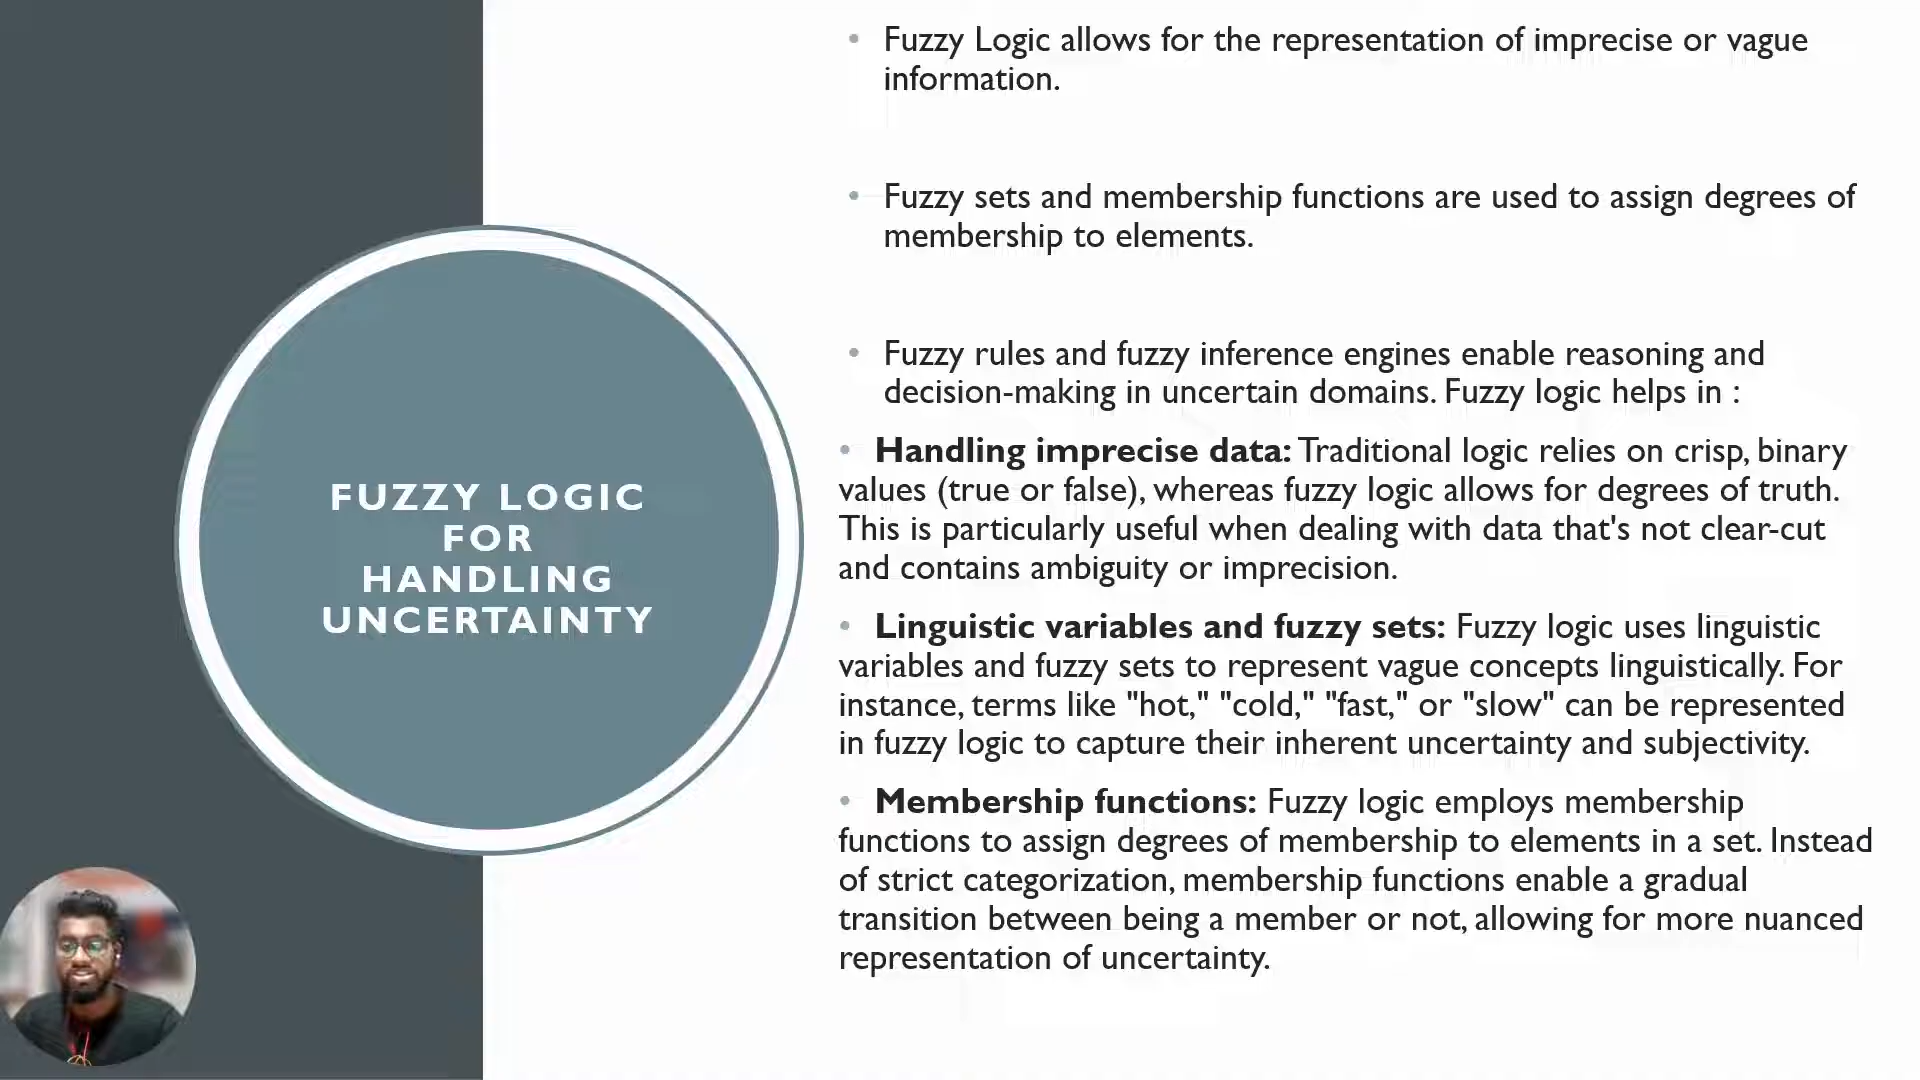 FUZZY LOGIC
FOR
HANDLING
UNCERTAINTY
• Fuzzy Logic allows for the representation of imprecise or vague
information.
• Fuzzy sets and membership functions are used to assign degrees of
membership to elements.
• Fuzzy rules and fuzzy inference engines enable reasoning and
decision-making in uncertain domains. Fuzzy logic helps in :
• Handling imprecise data: Traditional logic relies on crisp, binary
values (true or false), whereas fuzzy logic allows for degrees of truth.
This is particularly useful when dealing with data that's not clear-cut
and contains ambiguity or imprecision.
• Linguistic variables and fuzzy sets: Fuzzy logic uses linguistic
variables and fuzzy sets to represent vague concepts linguistically. For
instance, terms like "hot," "cold," "fast," or "slow" can be represented
in fuzzy logic to capture their inherent uncertainty and subjectivity.
• Membership functions: Fuzzy logic employs membership
functions to assign degrees of membership to elements in a set. Instead
of strict categorization, membership functions enable a gradual
transition between being a member or not, allowing for more nuanced
representation of uncertainty.